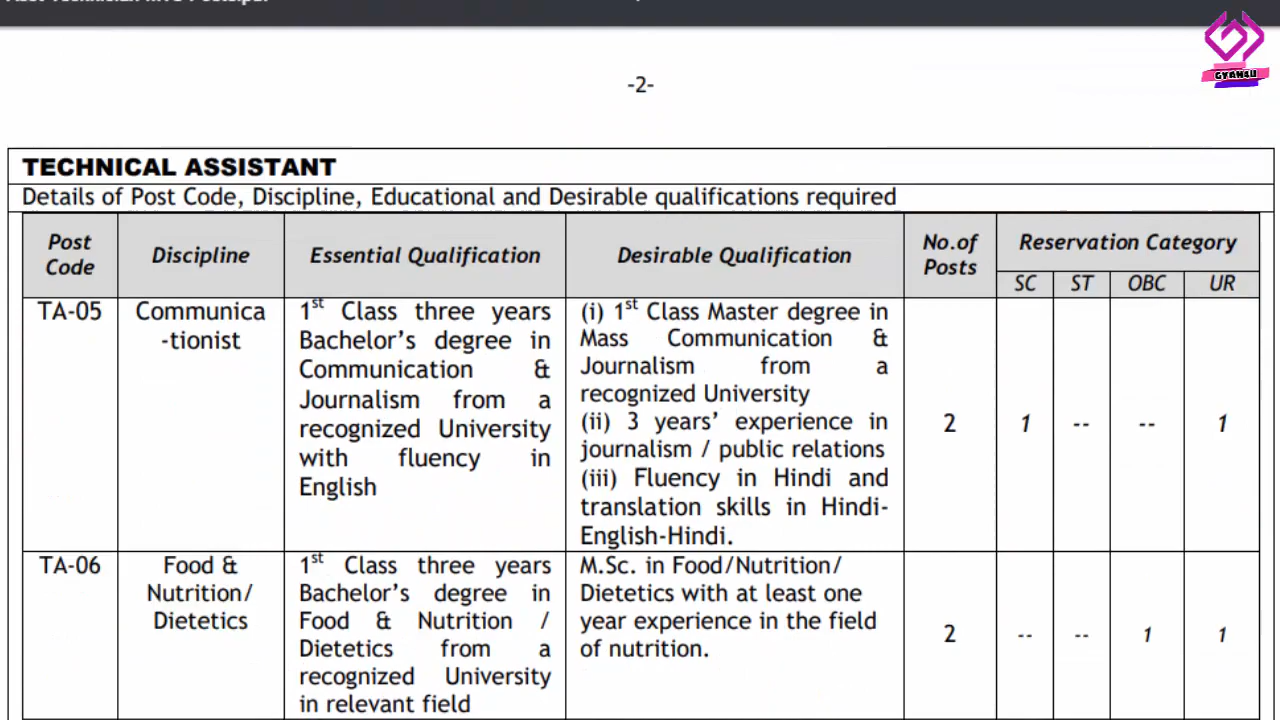 -2-
GYAN4U
TECHNICAL ASSISTANT
Details of Post Code, Discipline, Educational and Desirable qualifications required
Post Code
Discipline
Essential Qualification
Desirable Qualification
No.of Posts
Reservation Category
SC
ST
OBC
UR
TA-05
Communica
-tionist
1st Class three years
Bachelor's degree in
Communication &
Journalism from a
recognized University
with fluency in
English
(i) 1st Class Master degree in
Mass Communication &
Journalism from a
recognized University
(ii) 3 years' experience in
journalism / public relations
(iii) Fluency in Hindi and
translation skills in Hindi-
English-Hindi.
2
1
--
--
1
TA-06
Food &
Nutrition/
Dietetics
1st Class three years
Bachelor's degree in
Food & Nutrition /
Dietetics from a
recognized University
in relevant field
M.Sc. in Food/Nutrition/
Dietetics with at least one
year experience in the field
of nutrition.
2
--
--
1
1